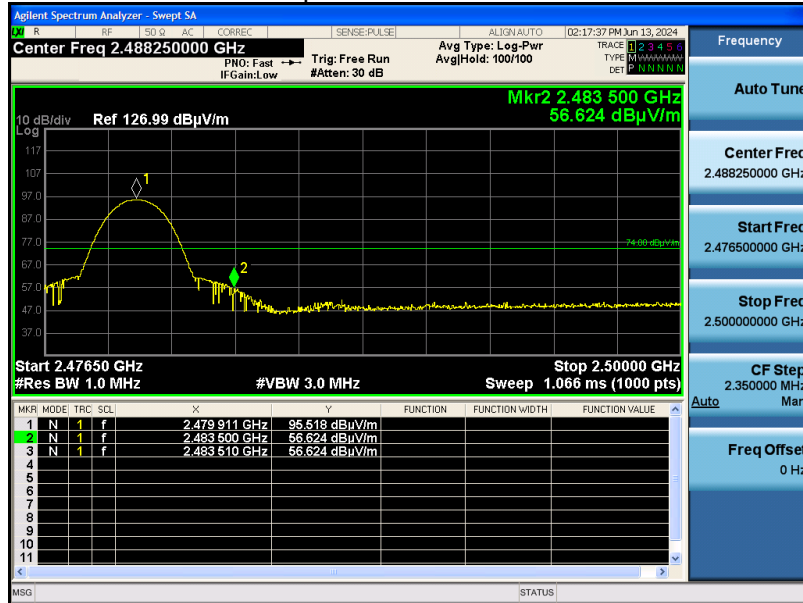 Agilent Spectrum Analyzer - Swept SA
R RF 50 Ω AC CORREC SENSE:PULSE ALIGN AUTO 02:17:37 PM Jun 13, 2024
Center Freq 2.488250000 GHz
PNO: Fast
IFGain:Low
Trig: Free Run
#Atten: 30 dB
Avg Type: Log-Pwr
Avg|Hold: 100/100
TRACE 1 2 3 4 5 6
TYPE M
DET P N N N N N
Frequency
Mkr2 2.483 500 GHz
56.624 dBµV/m
10 dB/div Ref 126.99 dBµV/m
Log
117
107
97.0
87.0
77.0
67.0
57.0
47.0
37.0
1
2
74.00 dBµV/m
Start 2.47650 GHz
Stop 2.50000 GHz
#Res BW 1.0 MHz
#VBW 3.0 MHz
Sweep 1.066 ms (1000 pts)
MKR MODE TRC SCL X Y FUNCTION FUNCTION WIDTH FUNCTION VALUE
1 N 1 f 2.479 911 GHz 95.518 dBµV/m
2 N 1 f 2.483 500 GHz 56.624 dBµV/m
3 N 1 f 2.483 510 GHz 56.624 dBµV/m
4
5
6
7
8
9
10
11
MSG
STATUS
Auto Tune
Center Freq
2.488250000 GHz
Start Freq
2.476500000 GHz
Stop Freq
2.500000000 GHz
CF Step
2.350000 MHz
Auto Man
Freq Offset
0 Hz